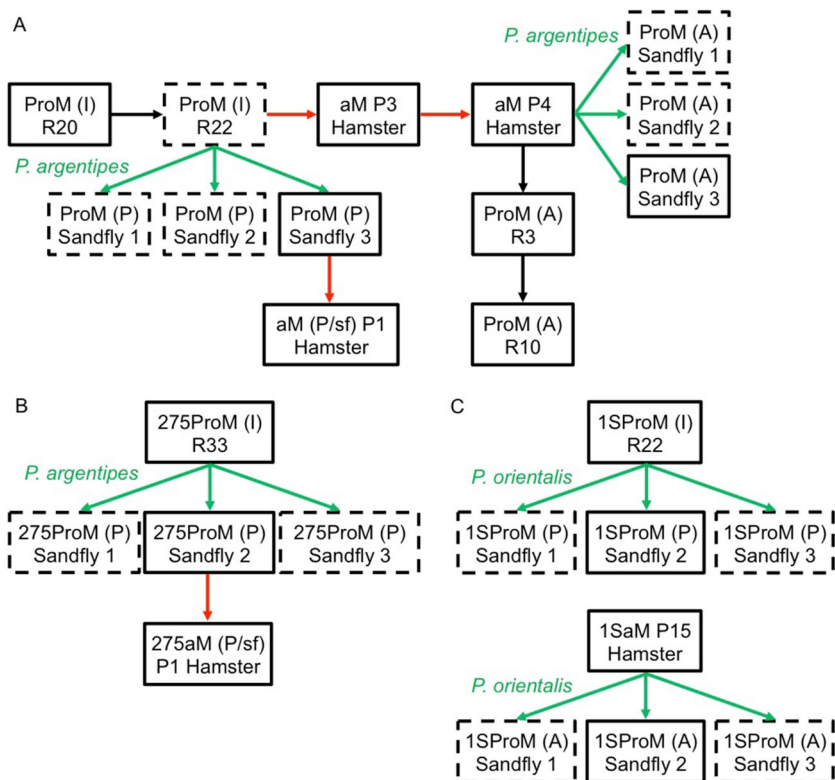 A
P. argentipes
ProM (A)
Sandfly 1
ProM (I)
R20
ProM (I)
R22
aM P3
Hamster
aM P4
Hamster
ProM (A)
Sandfly 2
P. argentipes
ProM (A)
Sandfly 3
ProM (P)
Sandfly 1
ProM (P)
Sandfly 2
ProM (P)
Sandfly 3
ProM (A)
R3
aM (P/sf) P1
Hamster
ProM (A)
R10
B
275ProM (I)
R33
P. argentipes
275ProM (P)
Sandfly 1
275ProM (P)
Sandfly 2
275ProM (P)
Sandfly 3
275aM (P/sf)
P1 Hamster
C
1SProM (I)
R22
P. orientalis
1SProM (P)
Sandfly 1
1SProM (P)
Sandfly 2
1SProM (P)
Sandfly 3
1SaM P15
Hamster
P. orientalis
1SProM (A)
Sandfly 1
1SProM (A)
Sandfly 2
1SProM (A)
Sandfly 3